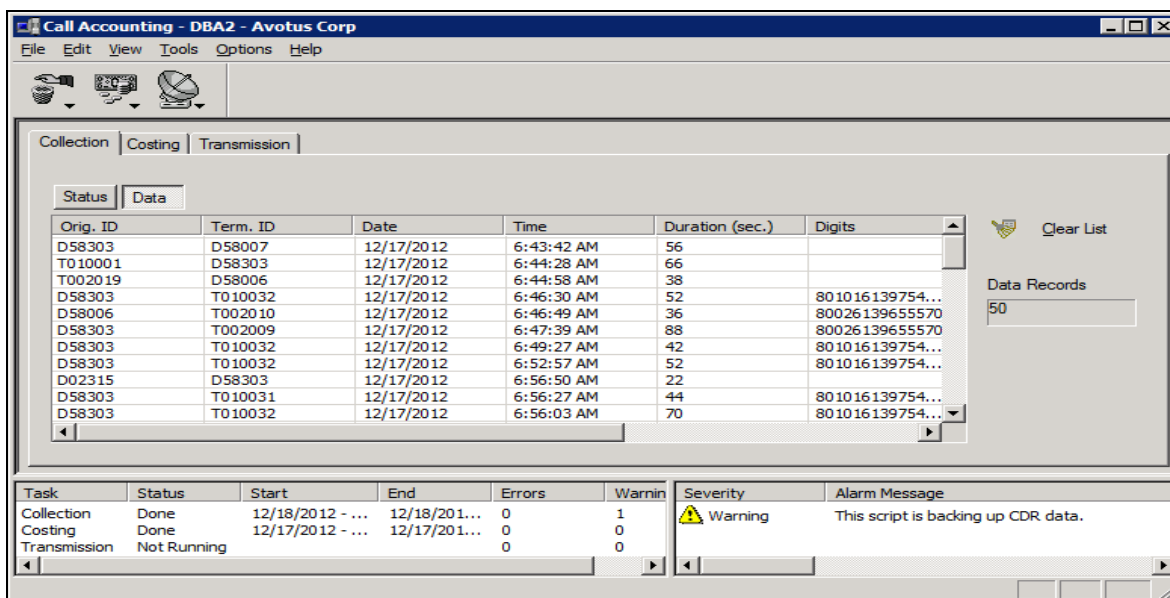 Call Accounting - DBA2 - Avotus Corp
File Edit View Tools Options Help
Collection Costing Transmission
Status Data
Orig. ID Term. ID Date Time Duration (sec.) Digits
D58303 D58007 12/17/2012 6:43:42 AM 56
T010001 D58303 12/17/2012 6:44:28 AM 66
T002019 D58006 12/17/2012 6:44:58 AM 38
D58303 T010032 12/17/2012 6:46:30 AM 52 801016139754...
D58006 T002010 12/17/2012 6:46:49 AM 36 80026139655570
D58303 T002009 12/17/2012 6:47:39 AM 88 80026139655570
D58303 T010032 12/17/2012 6:49:27 AM 42 801016139754...
D58303 T010032 12/17/2012 6:52:57 AM 52 801016139754...
D02315 D58303 12/17/2012 6:56:50 AM 22
D58303 T010031 12/17/2012 6:56:27 AM 44 801016139754...
D58303 T010032 12/17/2012 6:56:03 AM 70 801016139754...
Clear List
Data Records
50
Task Status Start End Errors Warnin
Collection Done 12/18/2012 - ... 12/18/201... 0 1
Costing Done 12/17/2012 - ... 12/17/201... 0 0
Transmission Not Running 0 0
Severity Alarm Message
Warning This script is backing up CDR data.